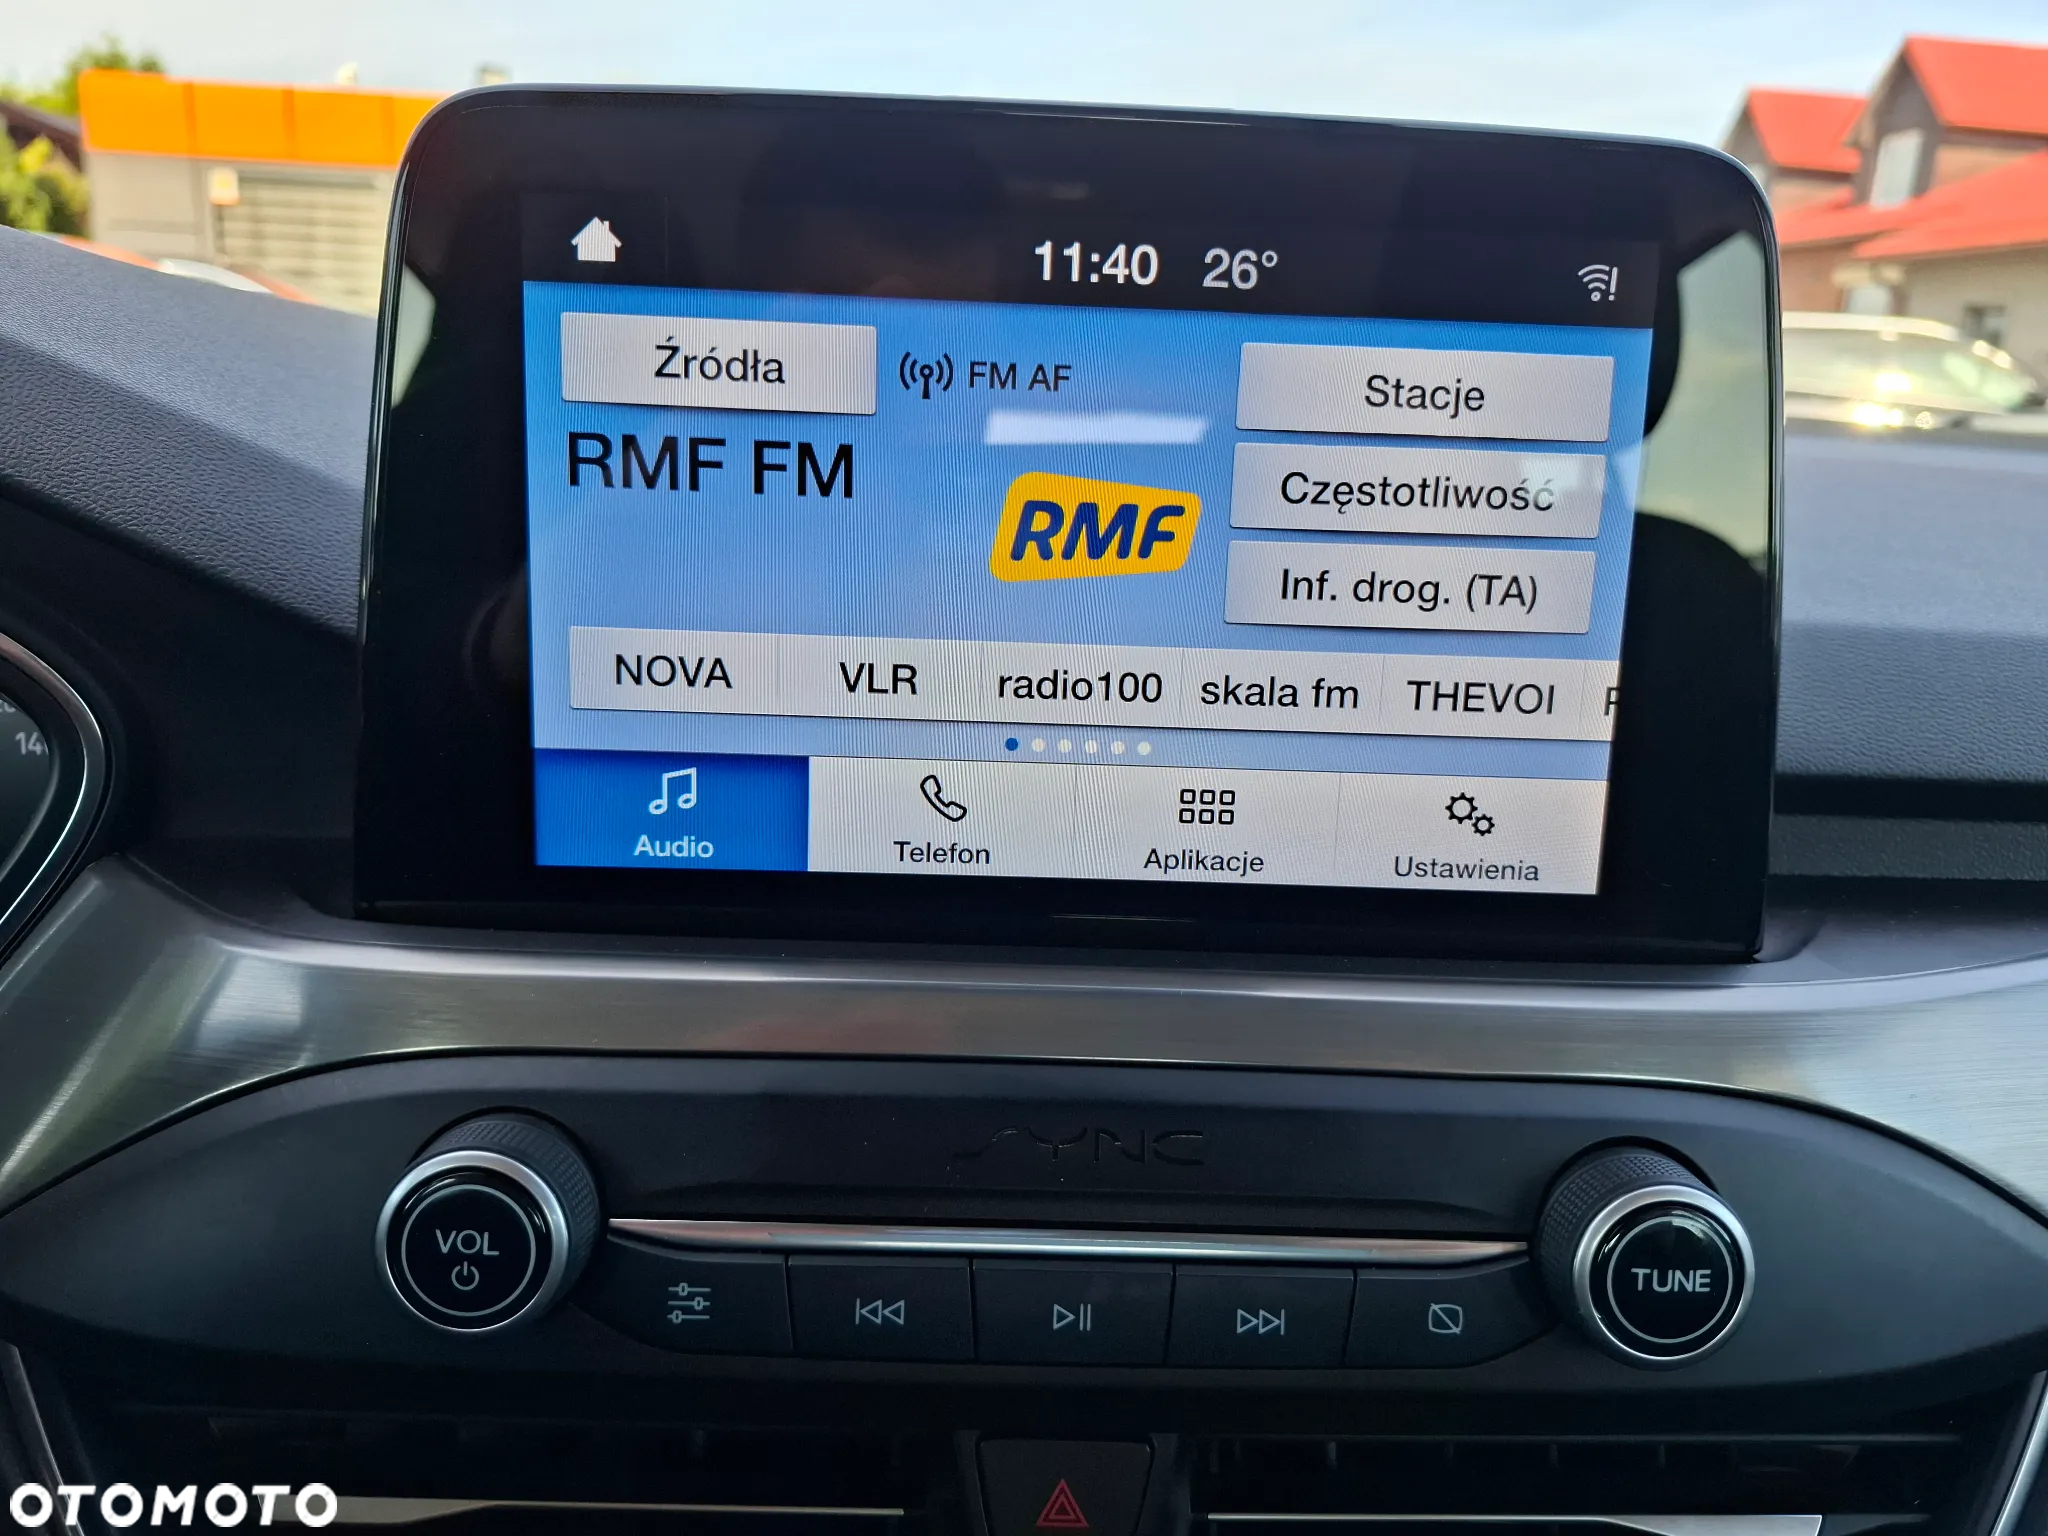 11:40 26°
Źródła
FM AF
Stacje
RMF FM
RMF
Częstotliwość
Inf. drog. (TA)
NOVA VLR radio100 skala fm THEVOI
Audio Telefon Aplikacje Ustawienia
SYNC
VOL
TUNE
OTOMOTO